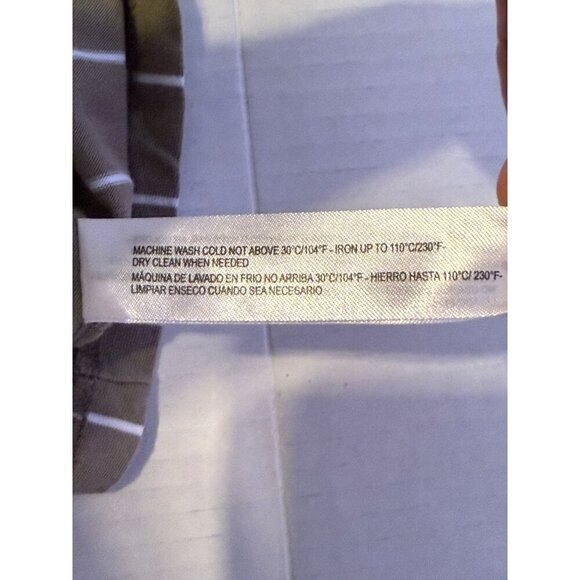 MACHINE WASH COLD NOT ABOVE 30°C/104°F - IRON UP TO 110°C/230°F-
DRY CLEAN WHEN NEEDED
MÁQUINA DE LAVADO EN FRIO NO ARRIBA 30°C/104°F - HIERRO HASTA 110°C/ 230°F-
LIMPIAR ENSECO CUANDO SEA NECESARIO